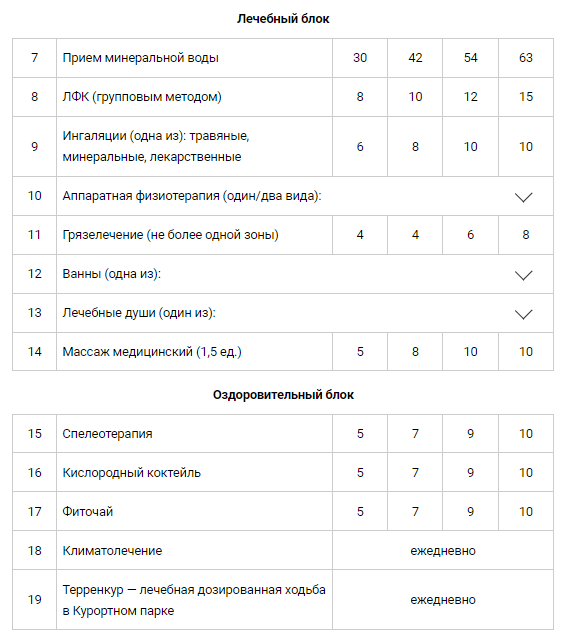 Лечебный блок
7 Прием минеральной воды 30 42 54 63
8 ЛФК (групповым методом) 8 10 12 15
9 Ингаляции (одна из): травяные, минеральные, лекарственные 6 8 10 10
10 Аппаратная физиотерапия (один/два вида):
11 Грязелечение (не более одной зоны) 4 4 6 8
12 Ванны (одна из):
13 Лечебные души (один из):
14 Массаж медицинский (1,5 ед.) 5 8 10 10
Оздоровительный блок
15 Спелеотерапия 5 7 9 10
16 Кислородный коктейль 5 7 9 10
17 Фиточай 5 7 9 10
18 Климатолечение ежедневно
19 Терренкур — лечебная дозированная ходьба в Курортном парке ежедневно